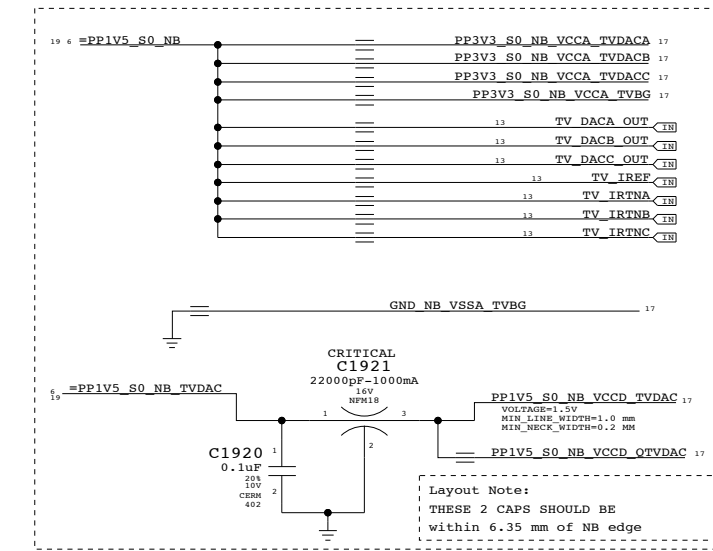 19 6 =PP1V5_S0_NB
PP3V3_S0_NB_VCCA_TVDACA 17
PP3V3_S0_NB_VCCA_TVDACB 17
PP3V3_S0_NB_VCCA_TVDACC 17
PP3V3_S0_NB_VCCA_TVBG 17
13 TV_DACA_OUT IN
13 TV_DACB_OUT IN
13 TV_DACC_OUT IN
13 TV_IREF IN
13 TV_IRTNA IN
13 TV_IRTNB IN
13 TV_IRTNC IN
GND_NB_VSSA_TVBG 17
CRITICAL
C1921
22000pF-1000mA
16V
NFM18
6 19 =PP1V5_S0_NB_TVDAC
1 3
2
PP1V5_S0_NB_VCCD_TVDAC 17
VOLTAGE=1.5V
MIN_LINE_WIDTH=1.0 mm
MIN_NECK_WIDTH=0.2 MM
PP1V5_S0_NB_VCCD_QTVDAC 17
C1920 1
0.1uF
20%
10V
CERM
402
2
Layout Note:
THESE 2 CAPS SHOULD BE
within 6.35 mm of NB edge